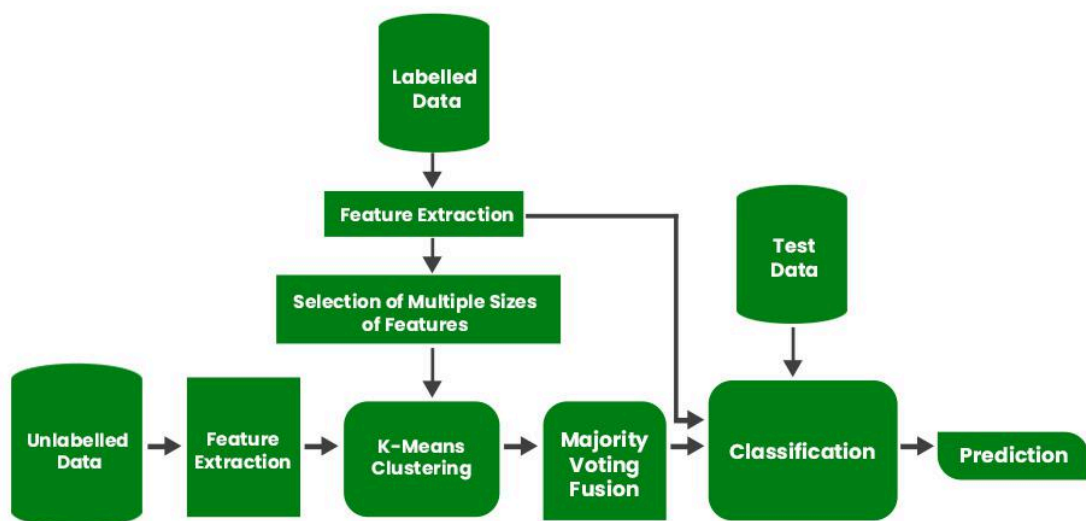 Labelled
Data
Feature Extraction
Selection of Multiple Sizes
of Features
Test
Data
Unlabelled
Data
Feature
Extraction
K-Means
Clustering
Majority
Voting
Fusion
Classification
Prediction